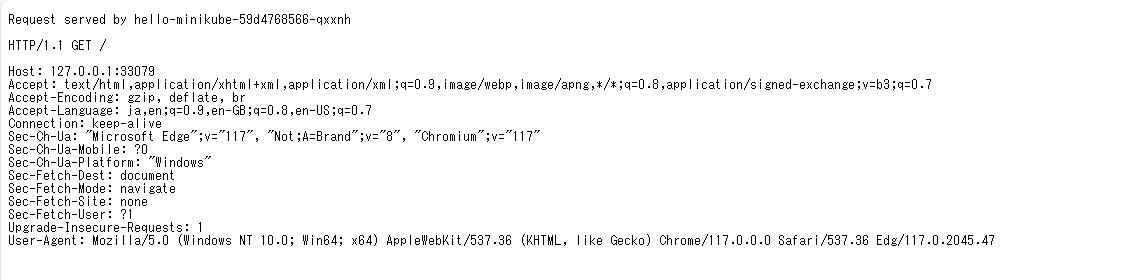 Request served by hello-minikube-59d4768566-qxxnh
HTTP/1.1 GET /
Host: 127.0.0.1:33079
Accept: text/html,application/xhtml+xml,application/xml;q=0.9,image/webp,image/apng,*/*;q=0.8,application/signed-exchange;v=b3;q=0.7
Accept-Encoding: gzip, deflate, br
Accept-Language: ja,en;q=0.9,en-GB;q=0.8,en-US;q=0.7
Connection: keep-alive
Sec-Ch-Ua: "Microsoft Edge";v="117", "Not;A=Brand";v="8", "Chromium";v="117"
Sec-Ch-Ua-Mobile: ?0
Sec-Ch-Ua-Platform: "Windows"
Sec-Fetch-Dest: document
Sec-Fetch-Mode: navigate
Sec-Fetch-Site: none
Sec-Fetch-User: ?1
Upgrade-Insecure-Requests: 1
User-Agent: Mozilla/5.0 (Windows NT 10.0; Win64; x64) AppleWebKit/537.36 (KHTML, like Gecko) Chrome/117.0.0.0 Safari/537.36 Edg/117.0.2045.47